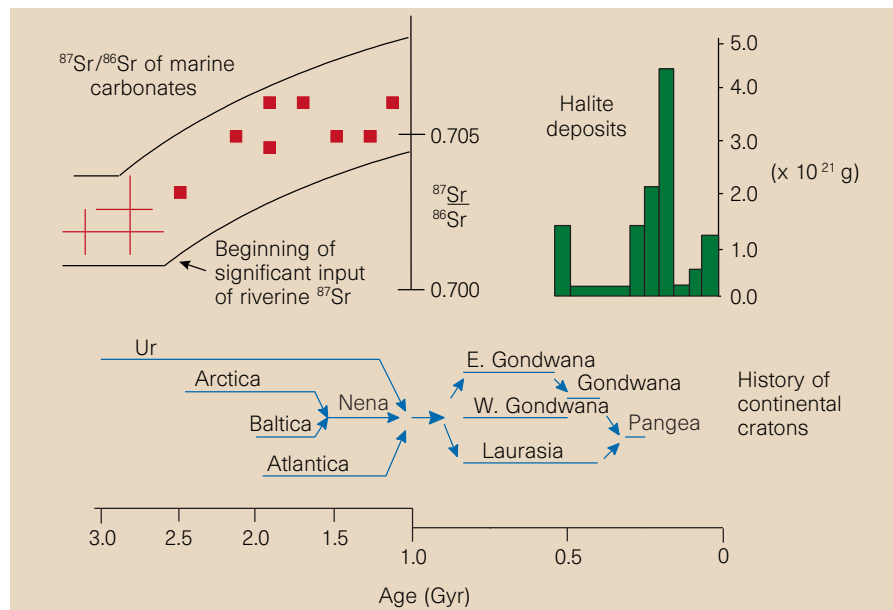 ⁸⁷Sr/⁸⁶Sr of marine
carbonates
0.705
⁸⁷Sr
⁸⁶Sr
Beginning of
significant input
of riverine ⁸⁷Sr
0.700
Halite
deposits
5.0
4.0
3.0
(x 10²¹ g)
2.0
1.0
0.0
Ur
Arctica
Nena
Baltica
Atlantica
E. Gondwana
Gondwana
W. Gondwana
Pangea
Laurasia
History of
continental
cratons
3.0 2.5 2.0 1.5 1.0 0.5 0
Age (Gyr)